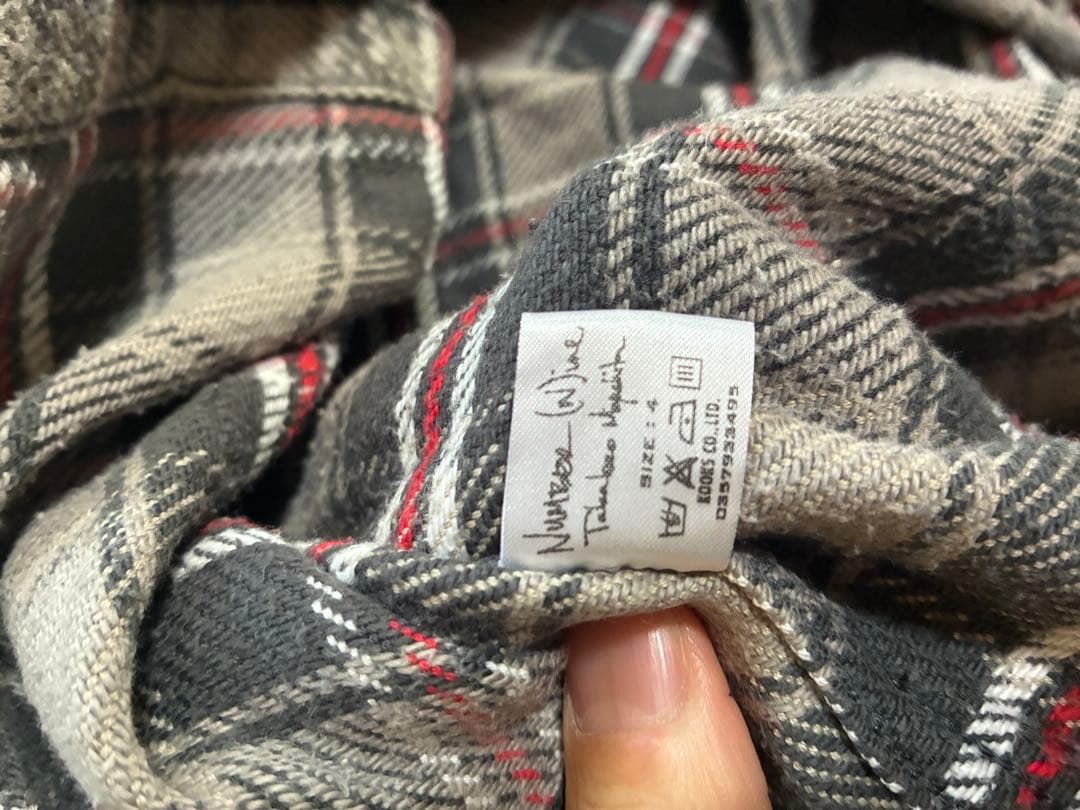 Number (N)ine
Takahiro Miyashita
SIZE : 4
KOOKS CO.,LTD.
0357923495